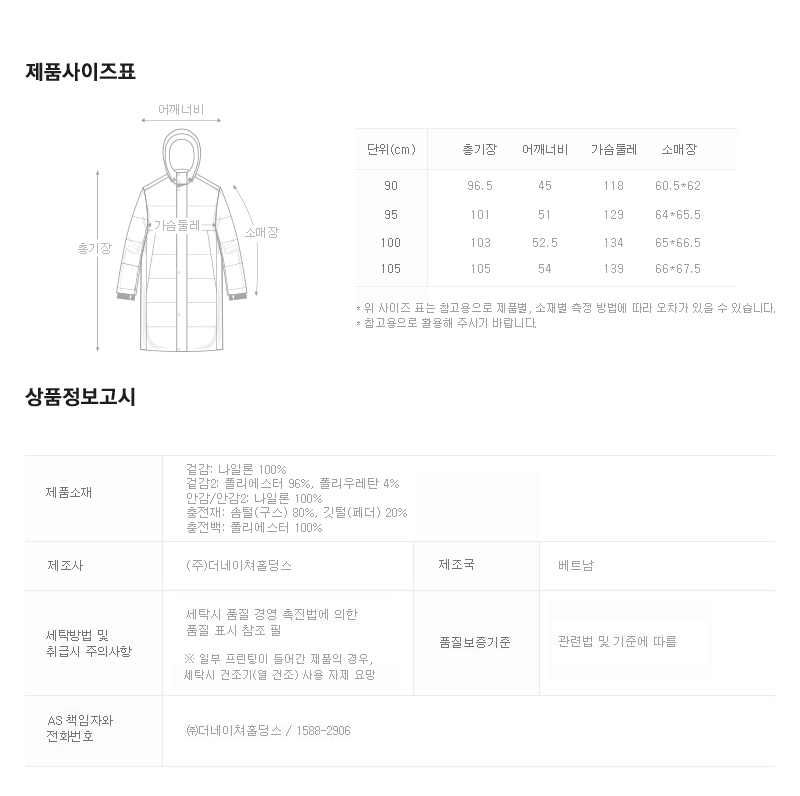 제품사이즈표
어깨너비
가슴둘레
소매장
총기장
단위(cm) 총기장 어깨너비 가슴둘레 소매장
90 96.5 45 118 60.5*62
95 101 51 129 64*65.5
100 103 52.5 134 65*66.5
105 105 54 139 66*67.5
* 위 사이즈 표는 참고용으로 제품별, 소재별 측정 방법에 따라 오차가 있을 수 있습니다.
* 참고용으로 활용해 주시기 바랍니다.
상품정보고시
제품소재
겉감: 나일론 100%
겉감2: 폴리에스터 96%, 폴리우레탄 4%
안감/안감2: 나일론 100%
충전재: 솜털(구스) 80%, 깃털(페더) 20%
충전백: 폴리에스터 100%
제조사 (주)더네이쳐홀딩스 제조국 베트남
세탁방법 및
취급시 주의사항
세탁시 품질 경영 촉진법에 의한
품질 표시 참조 필
※ 일부 프린팅이 들어간 제품의 경우,
세탁시 건조기(열 건조) 사용 자제 요망
품질보증기준 관련법 및 기준에 따름
AS 책임자와
전화번호
㈜더네이쳐홀딩스 / 1588-2906